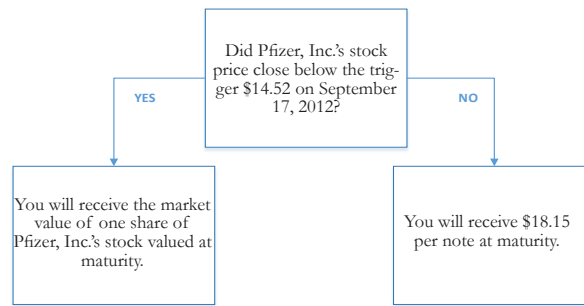 Did Pfizer, Inc.'s stock
price close below the trig-
ger $14.52 on September
17, 2012?
YES
NO
You will receive the market
value of one share of
Pfizer, Inc.'s stock valued at
maturity.
You will receive $18.15
per note at maturity.